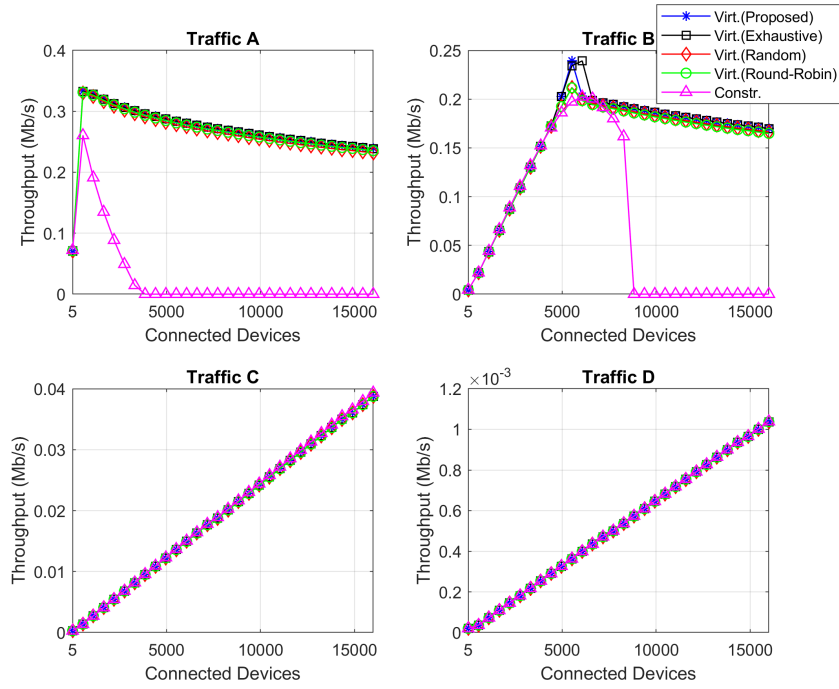 Traffic A
Throughput (Mb/s)
0.4
0.3
0.2
0.1
0
5
5000
10000
15000
Connected Devices
Traffic B
Throughput (Mb/s)
0.25
0.2
0.15
0.1
0.05
0
5
5000
10000
15000
Connected Devices
Virt.(Proposed)
Virt.(Exhaustive)
Virt.(Random)
Virt.(Round-Robin)
Constr.
Traffic C
Throughput (Mb/s)
0.04
0.03
0.02
0.01
0
5
5000
10000
15000
Connected Devices
Traffic D
×10⁻³
Throughput (Mb/s)
1.2
1
0.8
0.6
0.4
0.2
0
5
5000
10000
15000
Connected Devices